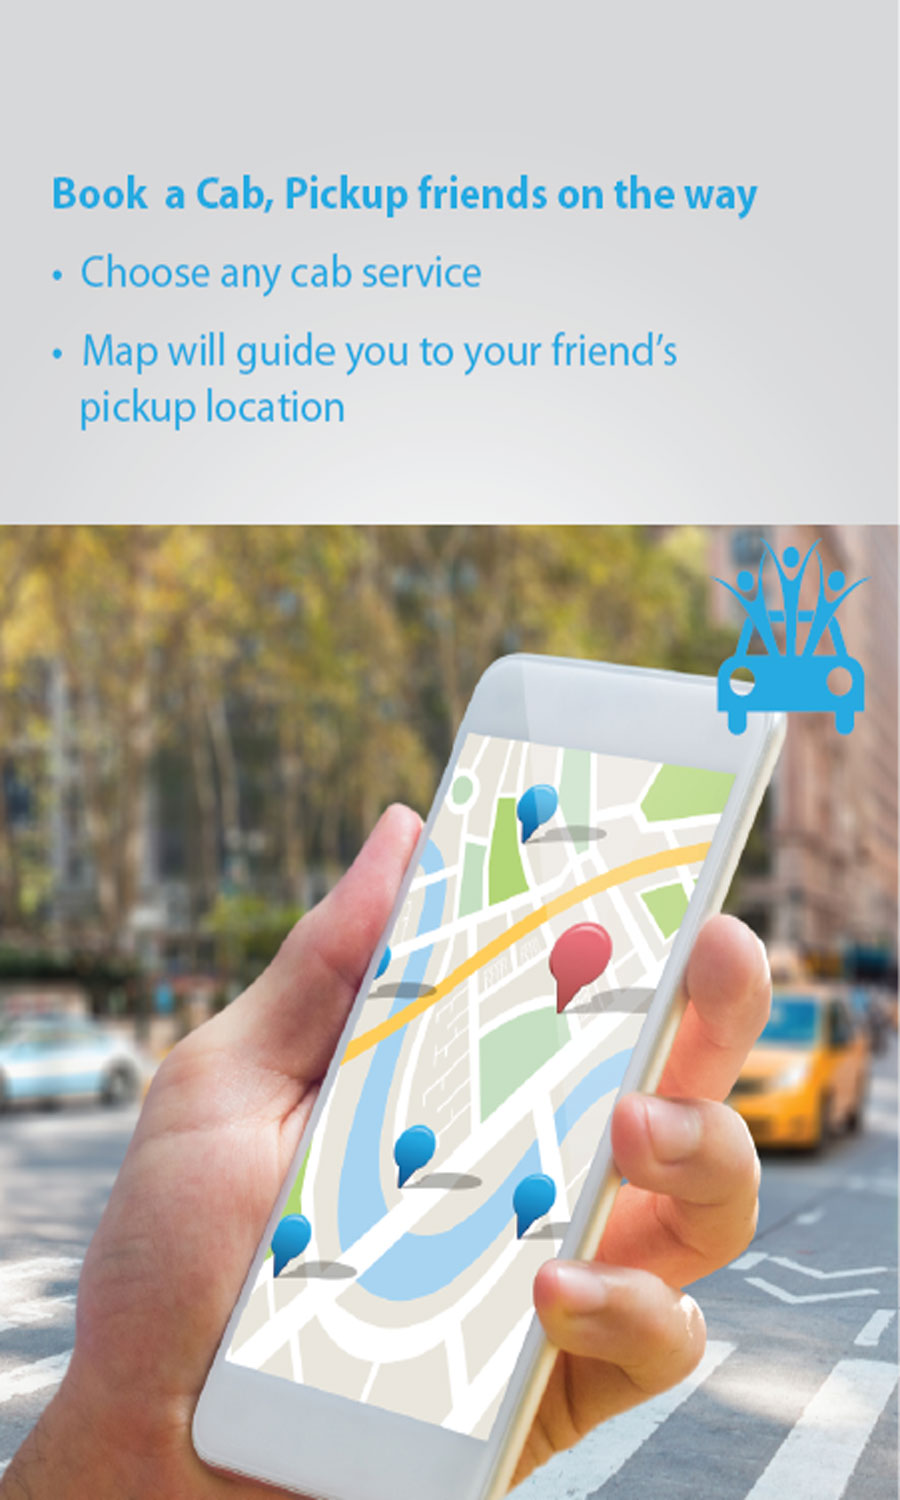 Book a Cab, Pickup friends on the way
• Choose any cab service
• Map will guide you to your friend's
pickup location